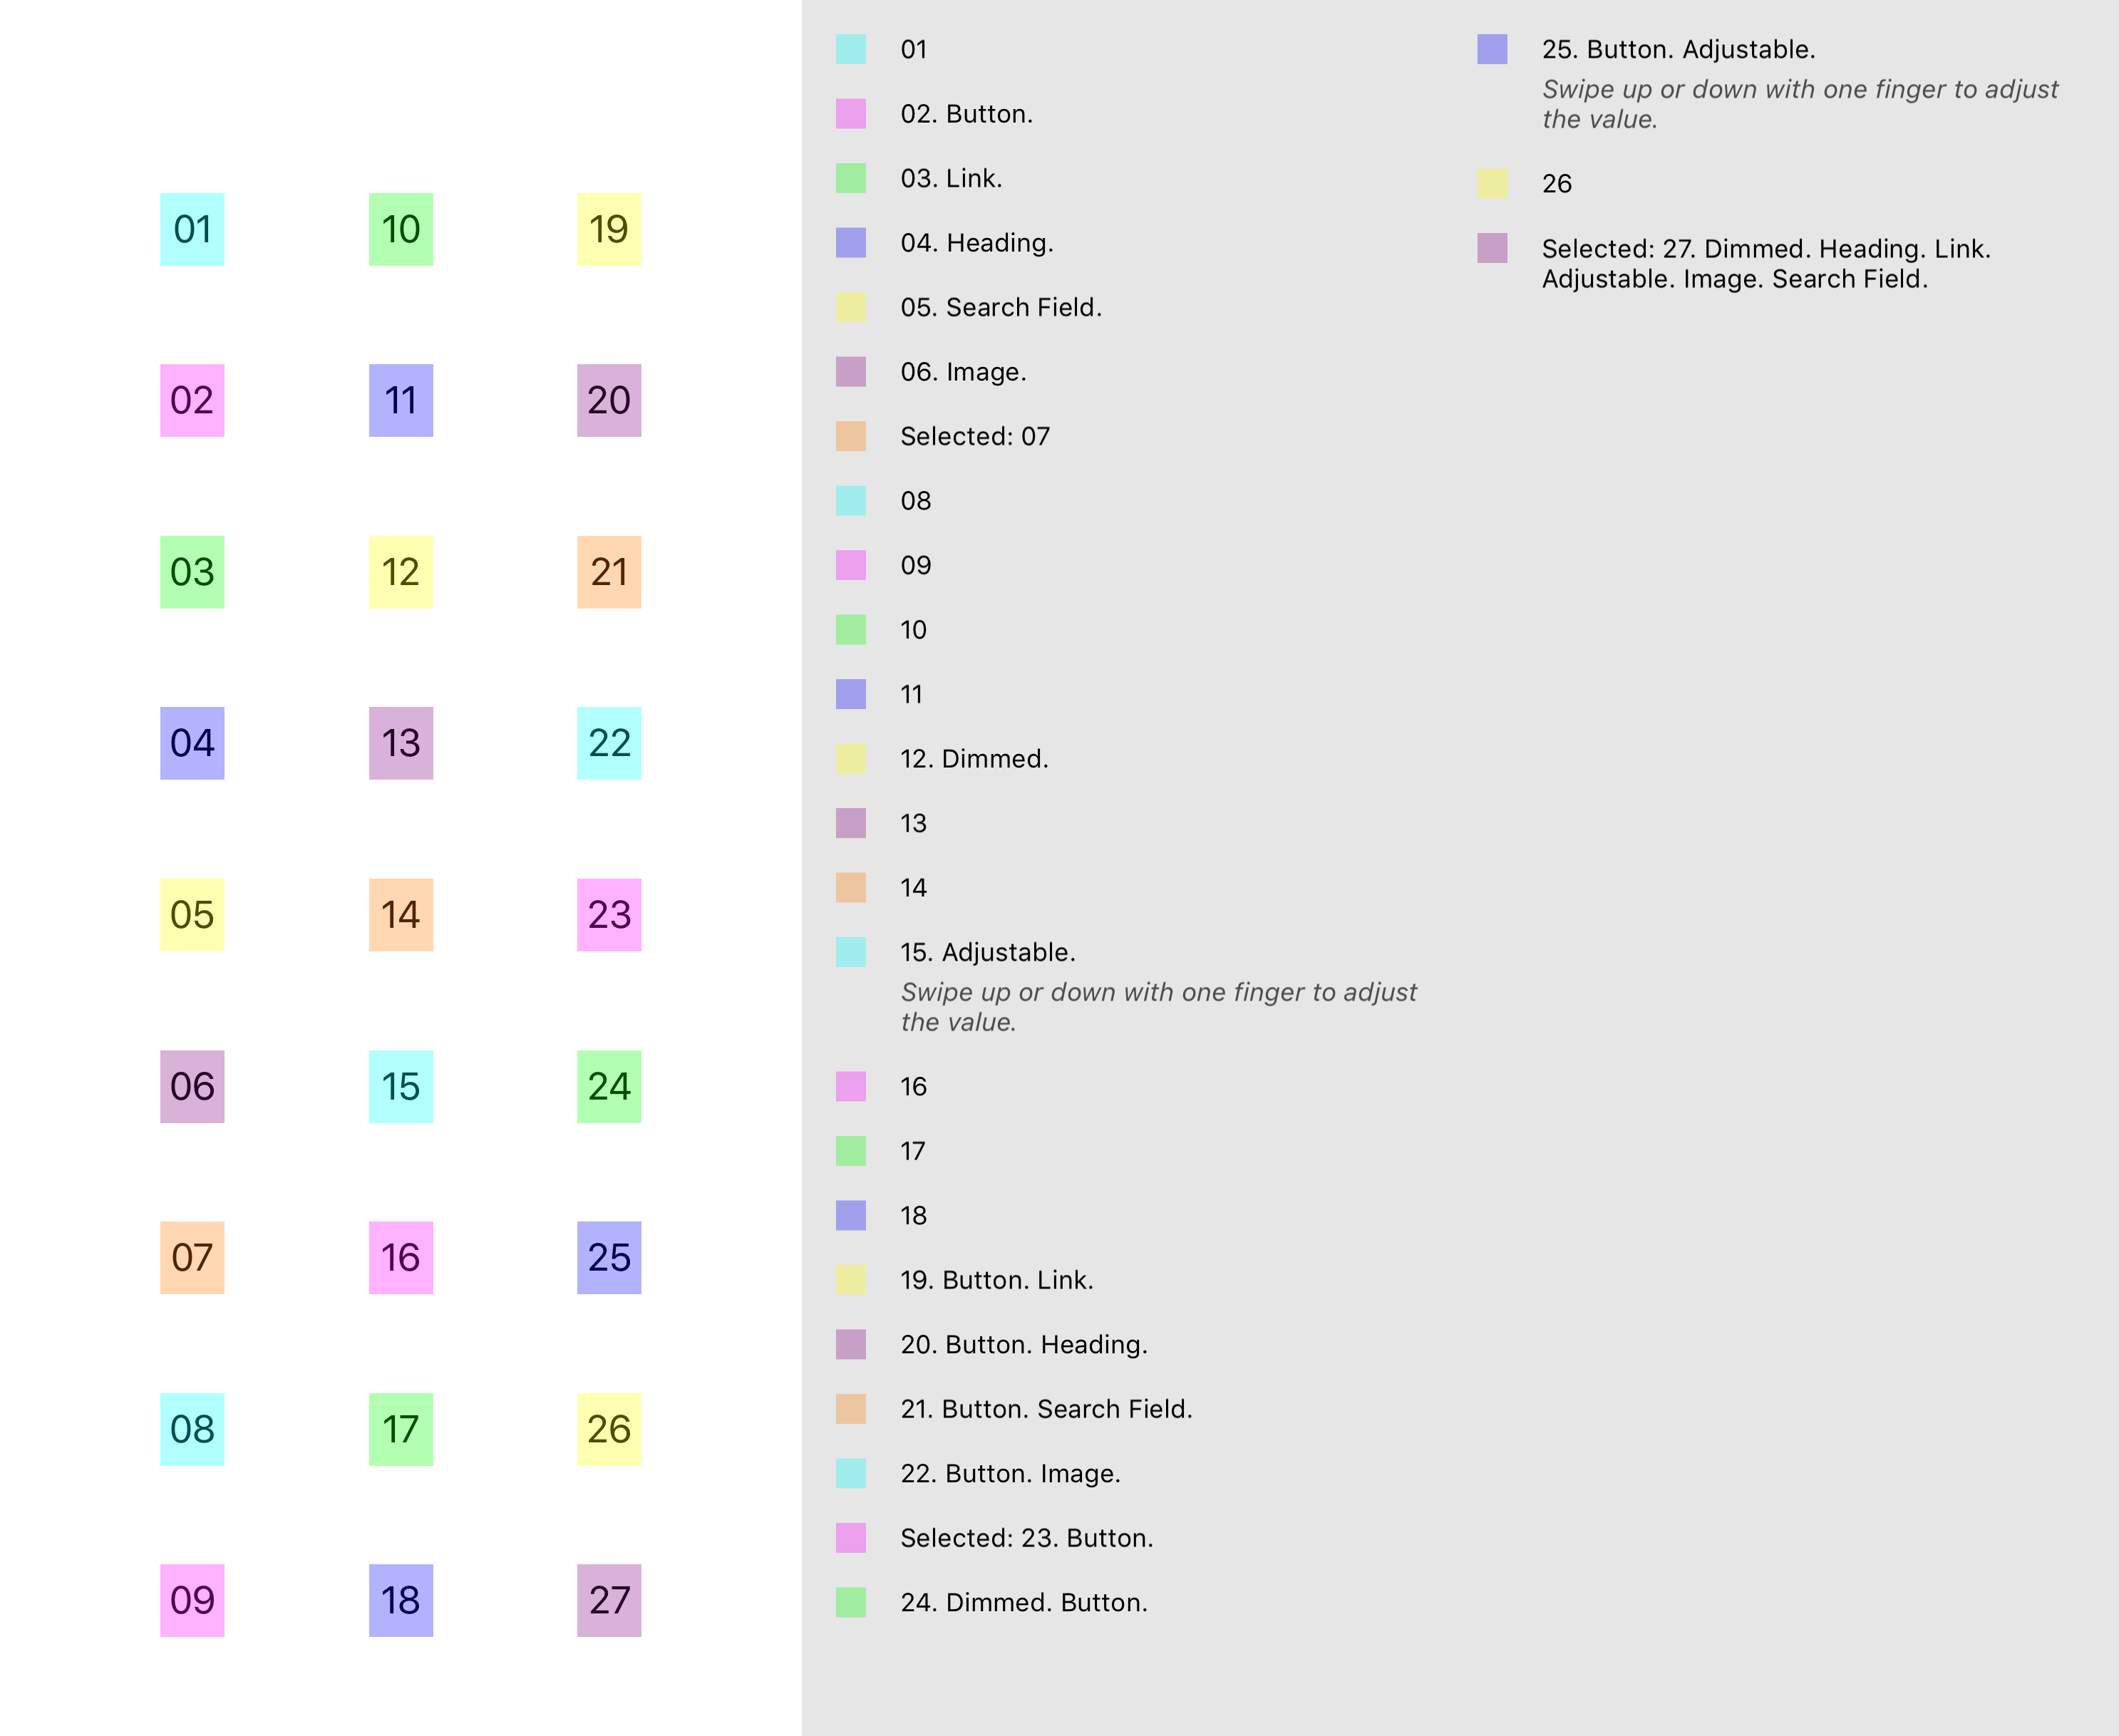 01
10
19
02
11
20
03
12
21
04
13
22
05
14
23
06
15
24
07
16
25
08
17
26
09
18
27
01
02. Button.
03. Link.
04. Heading.
05. Search Field.
06. Image.
Selected: 07
08
09
10
11
12. Dimmed.
13
14
15. Adjustable.
Swipe up or down with one finger to adjust
the value.
16
17
18
19. Button. Link.
20. Button. Heading.
21. Button. Search Field.
22. Button. Image.
Selected: 23. Button.
24. Dimmed. Button.
25. Button. Adjustable.
Swipe up or down with one finger to adjust
the value.
26
Selected: 27. Dimmed. Heading. Link.
Adjustable. Image. Search Field.